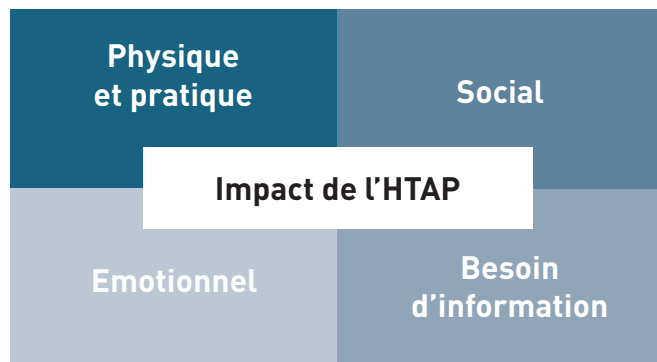 Physique
et pratique
Social
Impact de l’HTAP
Emotionnel
Besoin
d’information